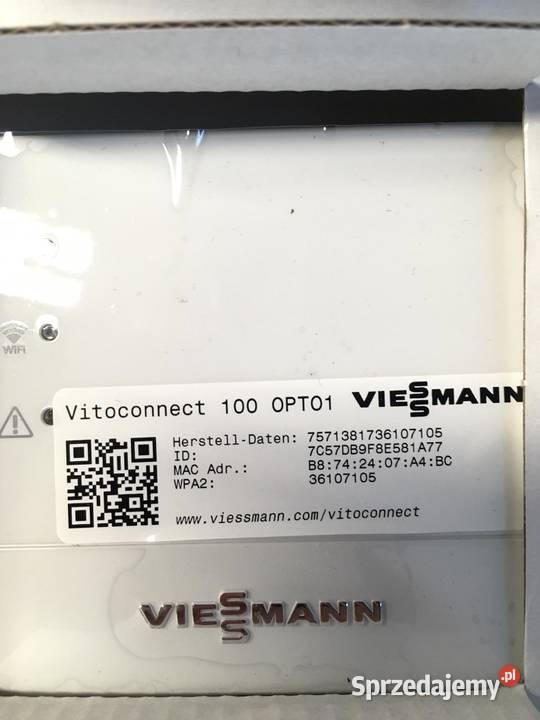 WiFi
Vitoconnect 100 OPTO1 VIESSMANN
Herstell-Daten: 7571381736107105
ID: 7C57DB9F8E581A77
MAC Adr.: B8:74:24:07:A4:BC
WPA2: 36107105
www.viessmann.com/vitoconnect
VIESSMANN
Sprzedajemy.pl